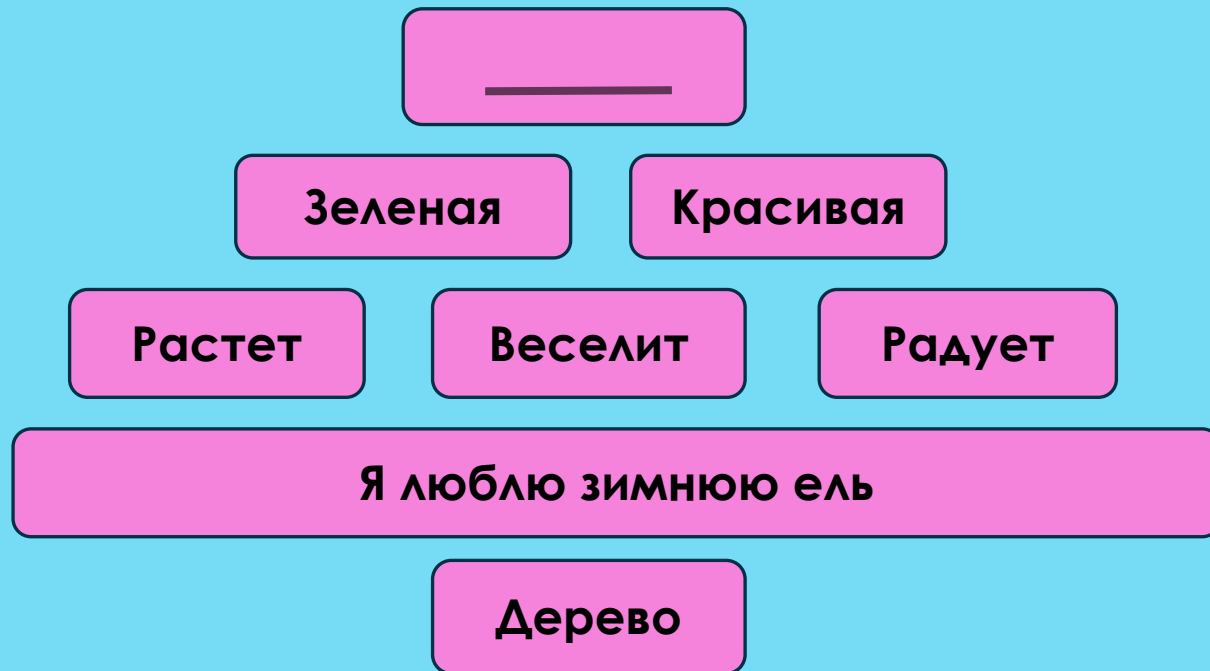 Зеленая Красивая
Растет Веселит Радует
Я люблю зимнюю ель
Дерево